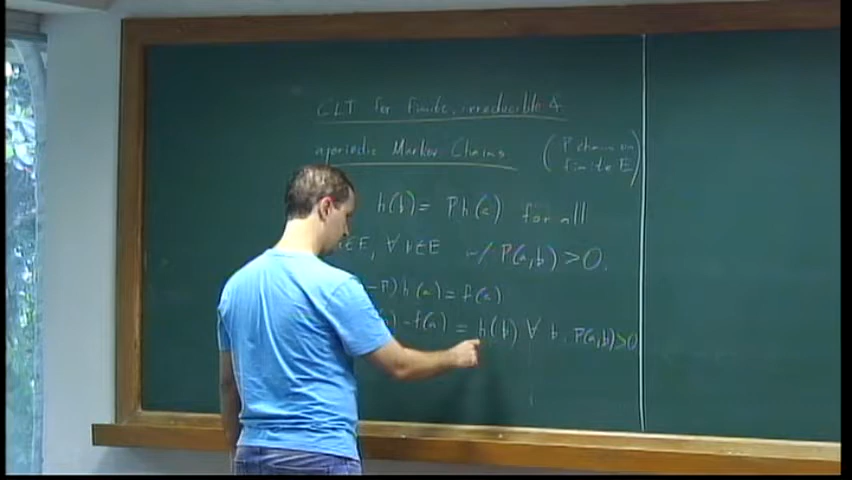 CLT for finite, irreducible &
aperiodic Markov Chains (P chain on finite E)
h(b) = Ph(a) for all
∈E, ∀ b∈E w/ P(a,b)>0.
-P)h(a) = f(a)
) - f(a) = h(b) ∀ b, P(a,b)>0